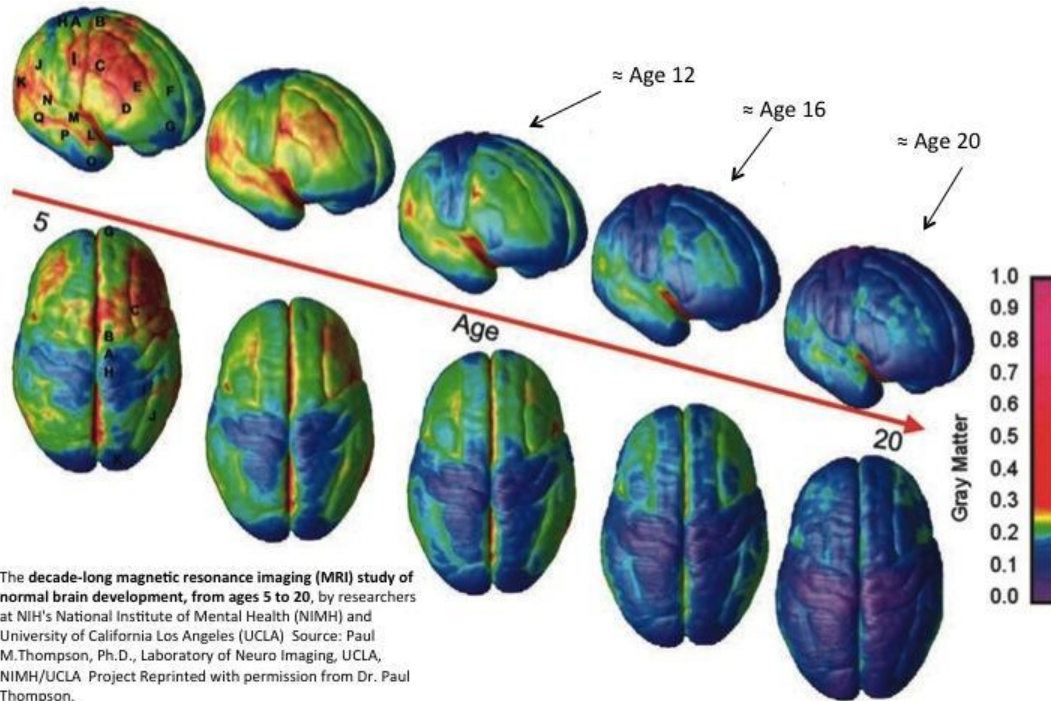 H A B
I C
J
K
E F
N D
Q M G
P L
O
≈ Age 12
≈ Age 16
≈ Age 20
5
Age
20
G
C
B
A
H
J
K
1.0
0.9
0.8
0.7
0.6
0.5
0.4
0.3
0.2
0.1
0.0
Gray Matter
The decade-long magnetic resonance imaging (MRI) study of
normal brain development, from ages 5 to 20, by researchers
at NIH's National Institute of Mental Health (NIMH) and
University of California Los Angeles (UCLA) Source: Paul
M.Thompson, Ph.D., Laboratory of Neuro Imaging, UCLA,
NIMH/UCLA Project Reprinted with permission from Dr. Paul
Thompson.